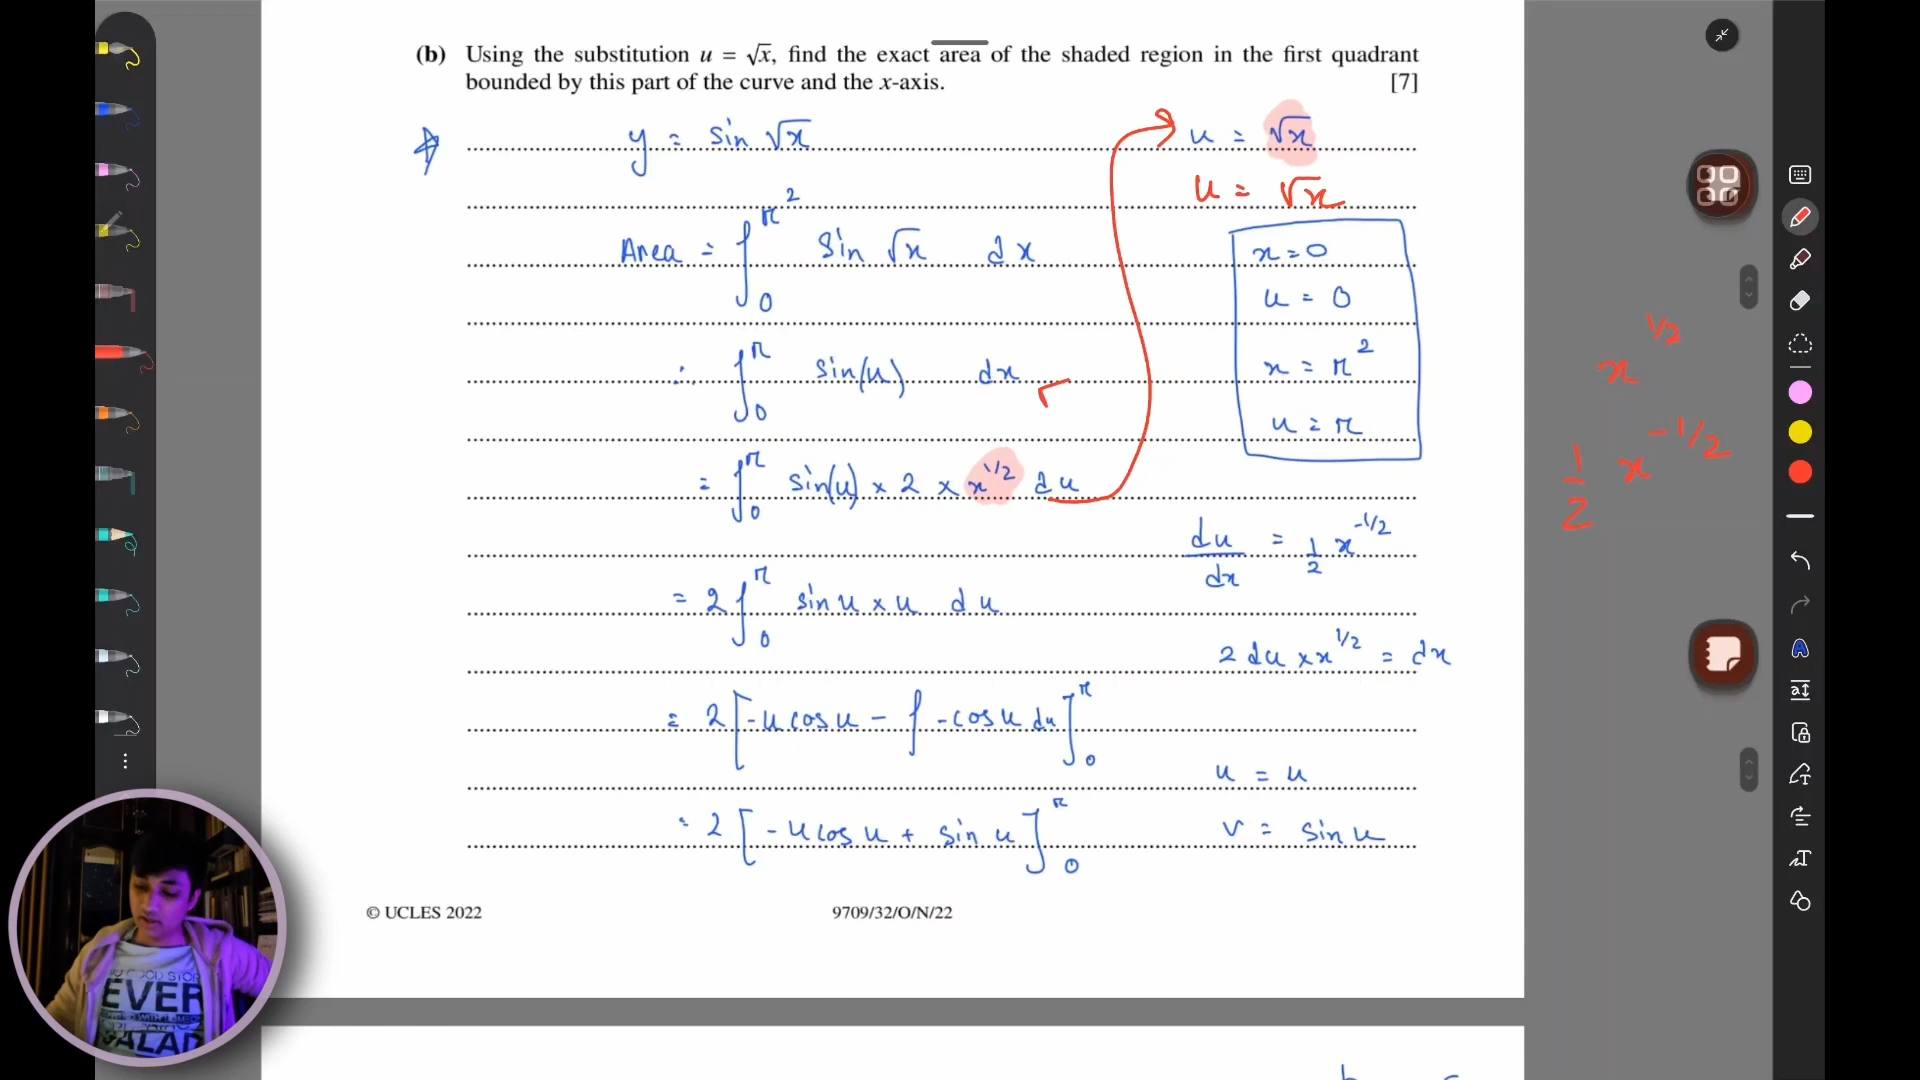 (b) Using the substitution u = √x, find the exact area of the shaded region in the first quadrant
bounded by this part of the curve and the x-axis. [7]
y = sin √x
u = √x
u = √x
Area = ∫₀^π² sin √x dx
x = 0
u = 0
x = π²
u = π
∴ ∫₀^π sin(u) dx
= ∫₀^π sin(u) × 2 × x^1/2 du
x^1/2
1/2 x^-1/2
du/dx = 1/2 x^-1/2
= 2 ∫₀^π sin u × u du
2 du × x^1/2 = dx
= 2 [-u cos u - ∫ -cos u du]₀^π
u = u
= 2 [-u cos u + sin u]₀^π
v = sin u
© UCLES 2022
9709/32/O/N/22
EVER